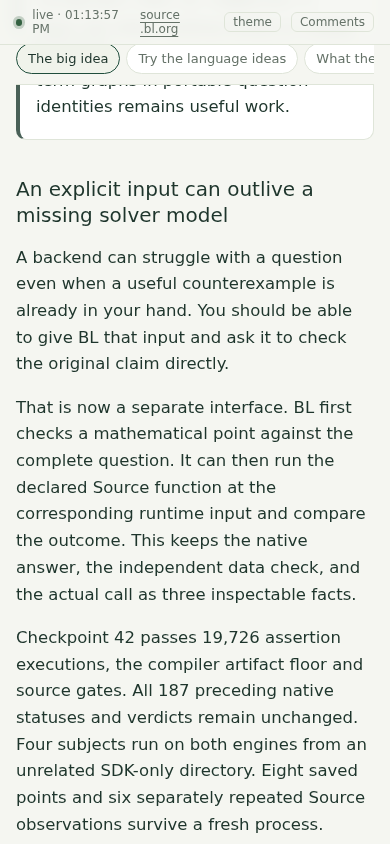 live · 01:13:57 PM
source.bl.org
theme
Comments
The big idea
Try the language ideas
What the
term graphs in portable question
identities remains useful work.
An explicit input can outlive a
missing solver model
A backend can struggle with a question
even when a useful counterexample is
already in your hand. You should be able
to give BL that input and ask it to check
the original claim directly.
That is now a separate interface. BL first
checks a mathematical point against the
complete question. It can then run the
declared Source function at the
corresponding runtime input and compare
the outcome. This keeps the native
answer, the independent data check, and
the actual call as three inspectable facts.
Checkpoint 42 passes 19,726 assertion
executions, the compiler artifact floor and
source gates. All 187 preceding native
statuses and verdicts remain unchanged.
Four subjects run on both engines from an
unrelated SDK-only directory. Eight saved
points and six separately repeated Source
observations survive a fresh process.